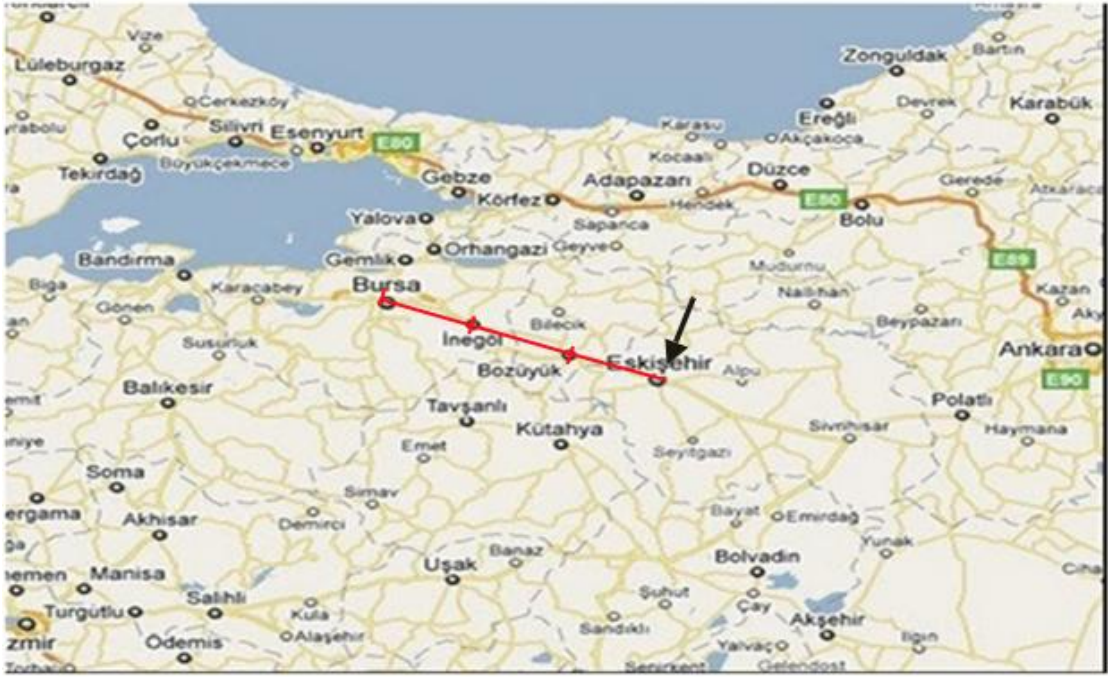 Vize
Lüleburgaz
Çerkezköy
Çorlu
Silivri
Esenyurt
E80
Büyükçekmece
Tekirdağ
Zonguldak
Bartın
Devrek
Karabük
Ereğli
Akçakoca
Karasu
Kocaali
Gebze
Körfez
Adapazarı
Hendek
Düzce
E80
Bolu
Gerede
Yalova
Sapanca
Orhangazi
Geyve
Gemlik
Bandırma
E89
Mudurnu
Biga
Gönen
Karacabey
Bursa
Nallıhan
Kazan
Beypazarı
İnegöl
Bilecik
Susurluk
Bozüyük
Eskişehir
Alpu
Ankara
E90
Balıkesir
Tavşanlı
Kütahya
Polatlı
Sivrihisar
Haymana
Emet
Seyitgazi
Soma
Simav
Demirci
Akhisar
Bayat
Emirdağ
Yunak
Banaz
Uşak
Bolvadin
Manisa
Turgutlu
Salihli
Kula
Alaşehir
Ödemiş
Şuhut
Sandıklı
Çay
Akşehir
Yalvaç
Ilgın
Gelendost
Senirkent